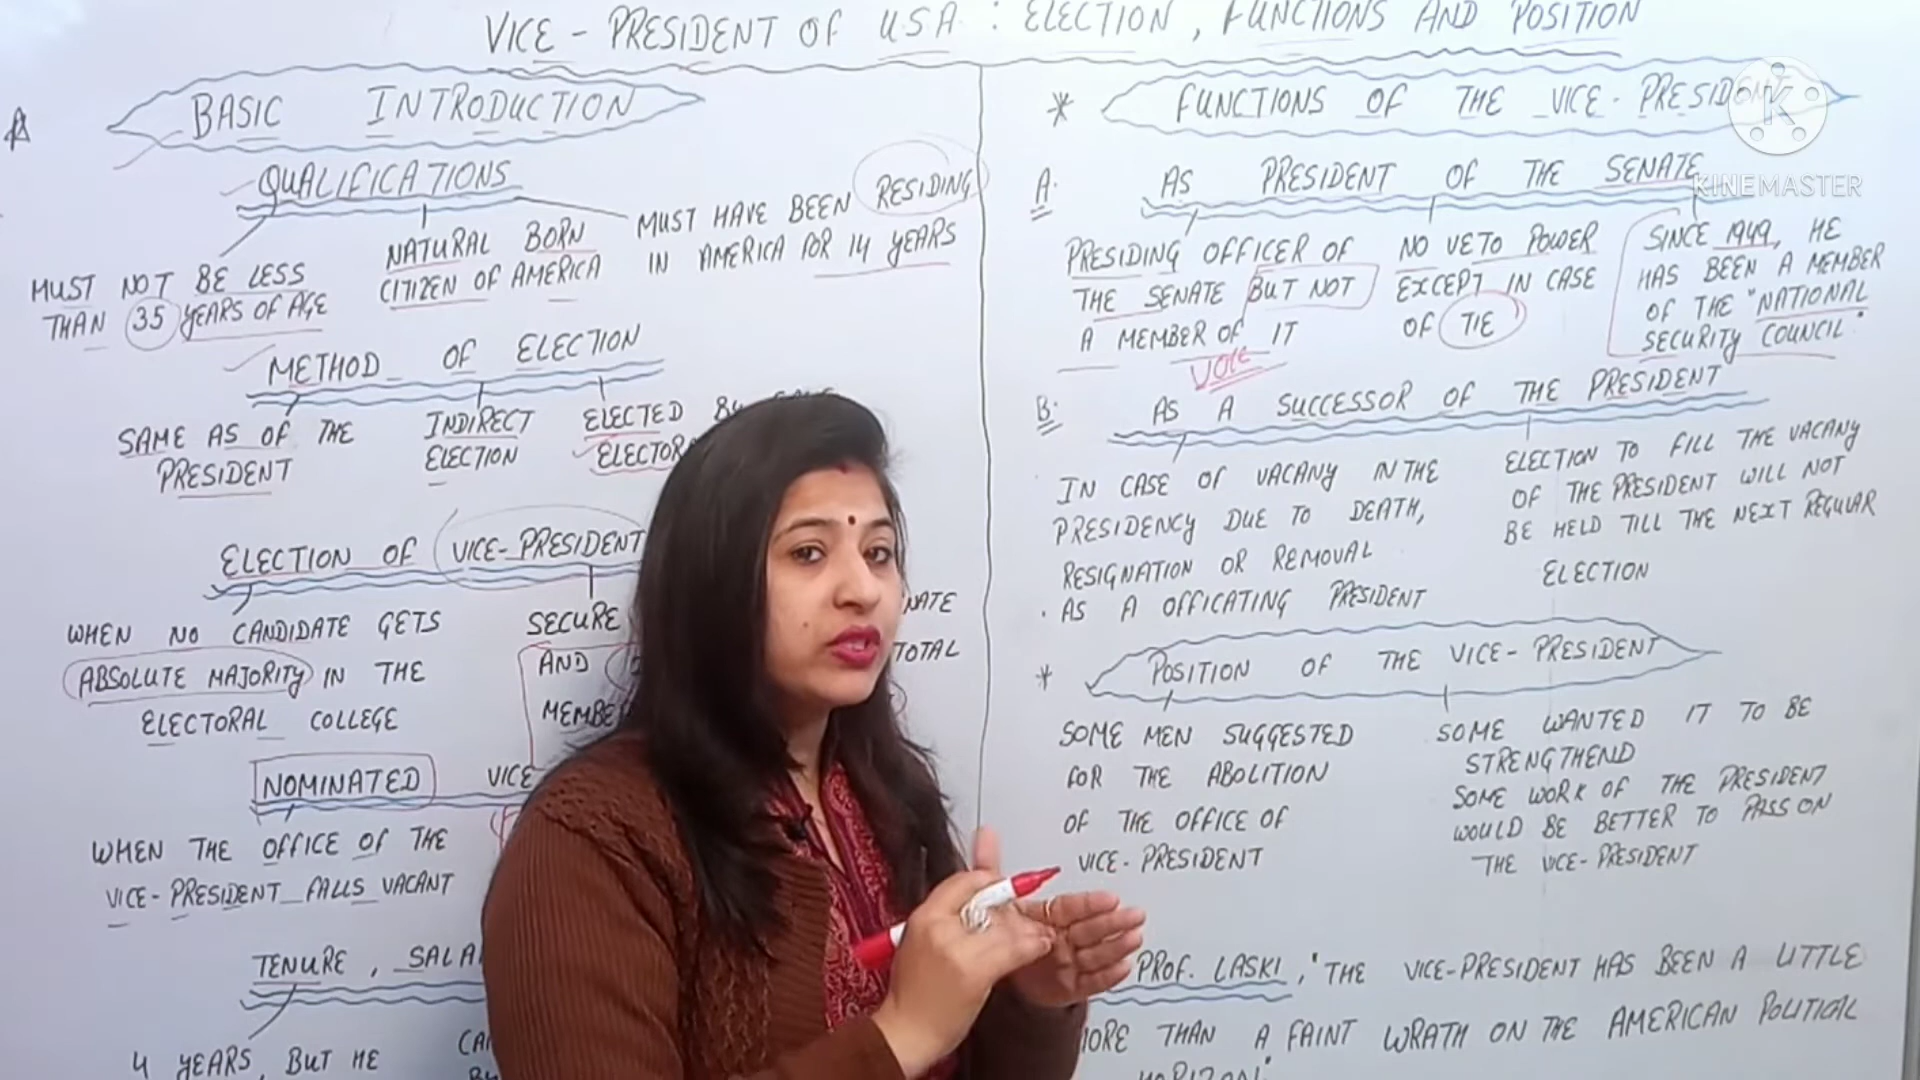 VICE-PRESIDENT OF USA : ELECTION, FUNCTIONS AND POSITION
BASIC INTRODUCTION
QUALIFICATIONS
MUST NOT BE LESS
THAN 35 YEARS OF AGE
NATURAL BORN
CITIZEN OF AMERICA
MUST HAVE BEEN RESIDING
IN AMERICA FOR 14 YEARS
METHOD OF ELECTION
SAME AS OF THE
PRESIDENT
INDIRECT
ELECTION
ELECTED
ELECTION OF VICE-PRESIDENT
WHEN NO CANDIDATE GETS
ABSOLUTE MAJORITY IN THE
ELECTORAL COLLEGE
SECURE
AND
TOTAL
NOMINATED VICE
WHEN THE OFFICE OF THE
VICE-PRESIDENT FALLS VACANT
TENURE,
4 YEARS, BUT HE
* FUNCTIONS OF THE VICE-PRESIDENT
KINEMASTER
A. AS PRESIDENT OF THE SENATE
PRESIDING OFFICER OF
THE SENATE BUT NOT
A MEMBER OF IT
VOTE
NO VETO POWER
EXCEPT IN CASE
OF TIE
SINCE 1949, HE
HAS BEEN A MEMBER
OF THE "NATIONAL
SECURITY COUNCIL"
B. AS A SUCCESSOR OF THE PRESIDENT
IN CASE OF VACANY IN THE
PRESIDENCY DUE TO DEATH,
RESIGNATION OR REMOVAL
. AS A OFFICATING PRESIDENT
ELECTION TO FILL THE VACANY
OF THE PRESIDENT WILL NOT
BE HELD TILL THE NEXT REGULAR
ELECTION
* POSITION OF THE VICE-PRESIDENT
SOME MEN SUGGESTED
FOR THE ABOLITION
OF THE OFFICE OF
VICE-PRESIDENT
SOME WANTED IT TO BE
STRENGTHEND
SOME WORK OF THE PRESIDENT
WOULD BE BETTER TO PASS ON
THE VICE-PRESIDENT
PROF. LASKI, "THE VICE-PRESIDENT HAS BEEN A LITTLE
MORE THAN A FAINT WRATH ON THE AMERICAN POLITICAL
HORIZON"